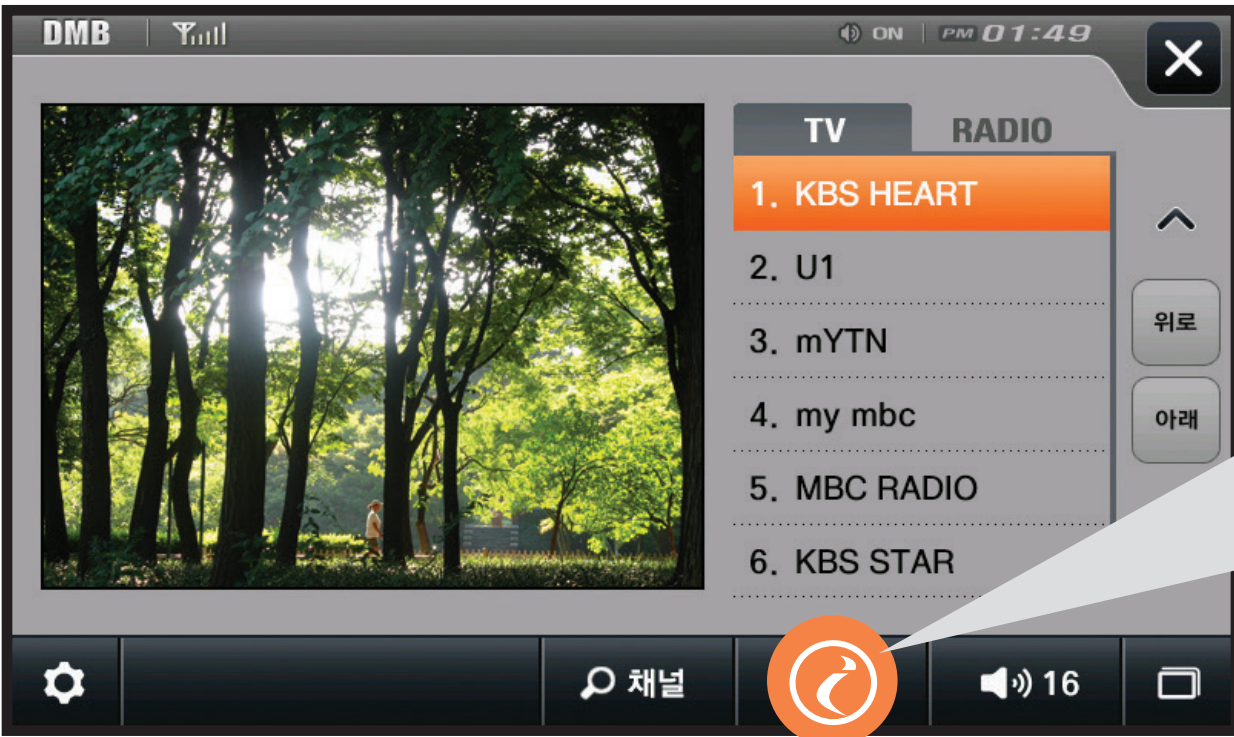 DMB
ON PM 01:49
TV RADIO
1. KBS HEART
2. U1
3. mYTN
4. my mbc
5. MBC RADIO
6. KBS STAR
위로
아래
채널
16